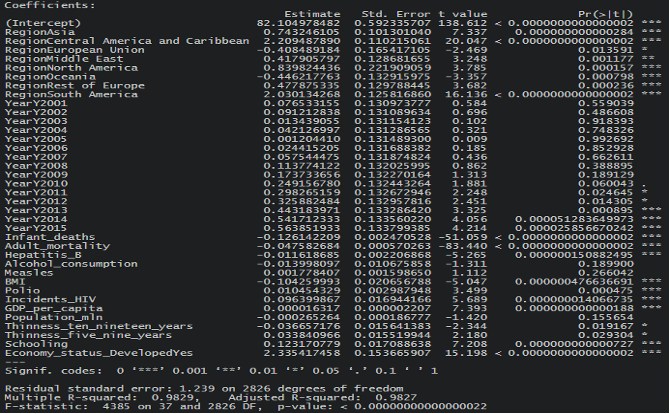 Coefficients:
Estimate Std. Error t value Pr(>|t|)
(Intercept) 82.104978482 0.592335707 138.612 < 0.0000000000000002 ***
RegionAsia 0.743246105 0.101301040 7.337 0.000000000000284 ***
RegionCentral America and Caribbean 2.209487890 0.110215061 20.047 < 0.0000000000000002 ***
RegionEuropean Union -0.408489184 0.165417105 -2.469 0.013591 *
RegionMiddle East 0.417905797 0.128681655 3.248 0.001177 **
RegionNorth America 0.839824436 0.221909059 3.785 0.000157 ***
RegionOceania -0.446217763 0.132915975 -3.357 0.000798 ***
RegionRest of Europe 0.477875335 0.129788445 3.682 0.000236 ***
RegionSouth America 2.030134268 0.125816860 16.136 < 0.0000000000000002 ***
YearY2001 0.076533155 0.130973777 0.584 0.559039
YearY2002 0.091212838 0.131089634 0.696 0.486608
YearY2003 0.013439055 0.131154123 0.102 0.918393
YearY2004 0.042126997 0.131286565 0.321 0.748326
YearY2005 0.001204410 0.131489300 0.009 0.992692
YearY2006 0.024415205 0.131688382 0.185 0.852928
YearY2007 0.057544475 0.131874824 0.436 0.662611
YearY2008 0.113774122 0.132025995 0.862 0.388895
YearY2009 0.173733656 0.132270164 1.313 0.189129
YearY2010 0.249156780 0.132443264 1.881 0.060043 .
YearY2011 0.298265159 0.132672946 2.248 0.024645 *
YearY2012 0.325882484 0.132957816 2.451 0.014305 *
YearY2013 0.443183971 0.133286420 3.325 0.000895 ***
YearY2014 0.541712333 0.133560220 4.056 0.000051283649973 ***
YearY2015 0.563851933 0.133799385 4.214 0.000025856670242 ***
Infant_deaths -0.126142209 0.002470528 -51.059 < 0.0000000000000002 ***
Adult_mortality -0.047582684 0.000570263 -83.440 < 0.0000000000000002 ***
Hepatitis_B -0.011618685 0.002206868 -5.265 0.000000150882495 ***
Alcohol_consumption -0.013998097 0.010675858 -1.311 0.189900
Measles 0.001778407 0.001598650 1.112 0.266042
BMI -0.104259993 0.020656788 -5.047 0.000000476636691 ***
Polio 0.010454329 0.002987948 3.499 0.000475 ***
Incidents_HIV 0.096399867 0.016944166 5.689 0.000000014066735 ***
GDP_per_capita 0.000016317 0.000002207 7.393 0.000000000000188 ***
Population_mln -0.000265264 0.000186777 -1.420 0.155654
Thinness_ten_nineteen_years -0.036657176 0.015641383 -2.344 0.019167 *
Thinness_five_nine_years 0.033840966 0.015519944 2.180 0.029304 *
Schooling 0.123170779 0.017088638 7.208 0.000000000000727 ***
Economy_status_DevelopedYes 2.335417458 0.153665907 15.198 < 0.0000000000000002 ***
---
Signif. codes: 0 ‘***’ 0.001 ‘**’ 0.01 ‘*’ 0.05 ‘.’ 0.1 ‘ ’ 1
Residual standard error: 1.239 on 2826 degrees of freedom
Multiple R-squared: 0.9829, Adjusted R-squared: 0.9827
F-statistic: 4385 on 37 and 2826 DF, p-value: < 0.00000000000000022